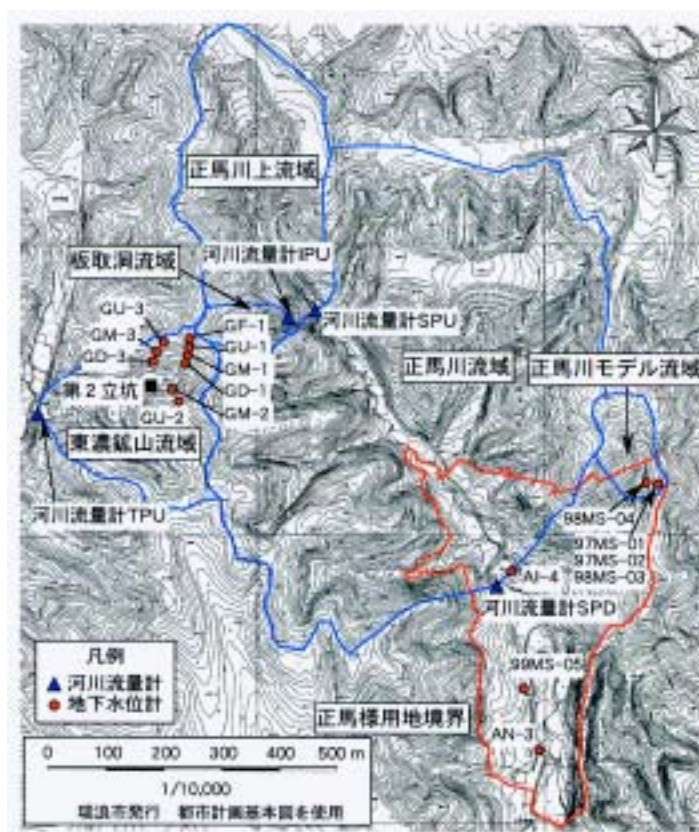 正馬川上流域
河川流量計IPU
板取洞流域
河川流量計SPU
GU-3
GM-3
GD-3
GF-1
GU-1
GM-1
GD-1
GM-2
第2立坑
GU-2
東濃鉱山流域
河川流量計TPU
正馬川流域
正馬川モデル流域
98MS-04
97MS-01
97MS-02
98MS-03
AI-4
河川流量計SPD
99MS-05
正馬様用地境界
AN-3
凡例
河川流量計
地下水位計
0 100 200 300 400 500 m
1/10,000
瑞浪市発行 都市計画基本図を使用